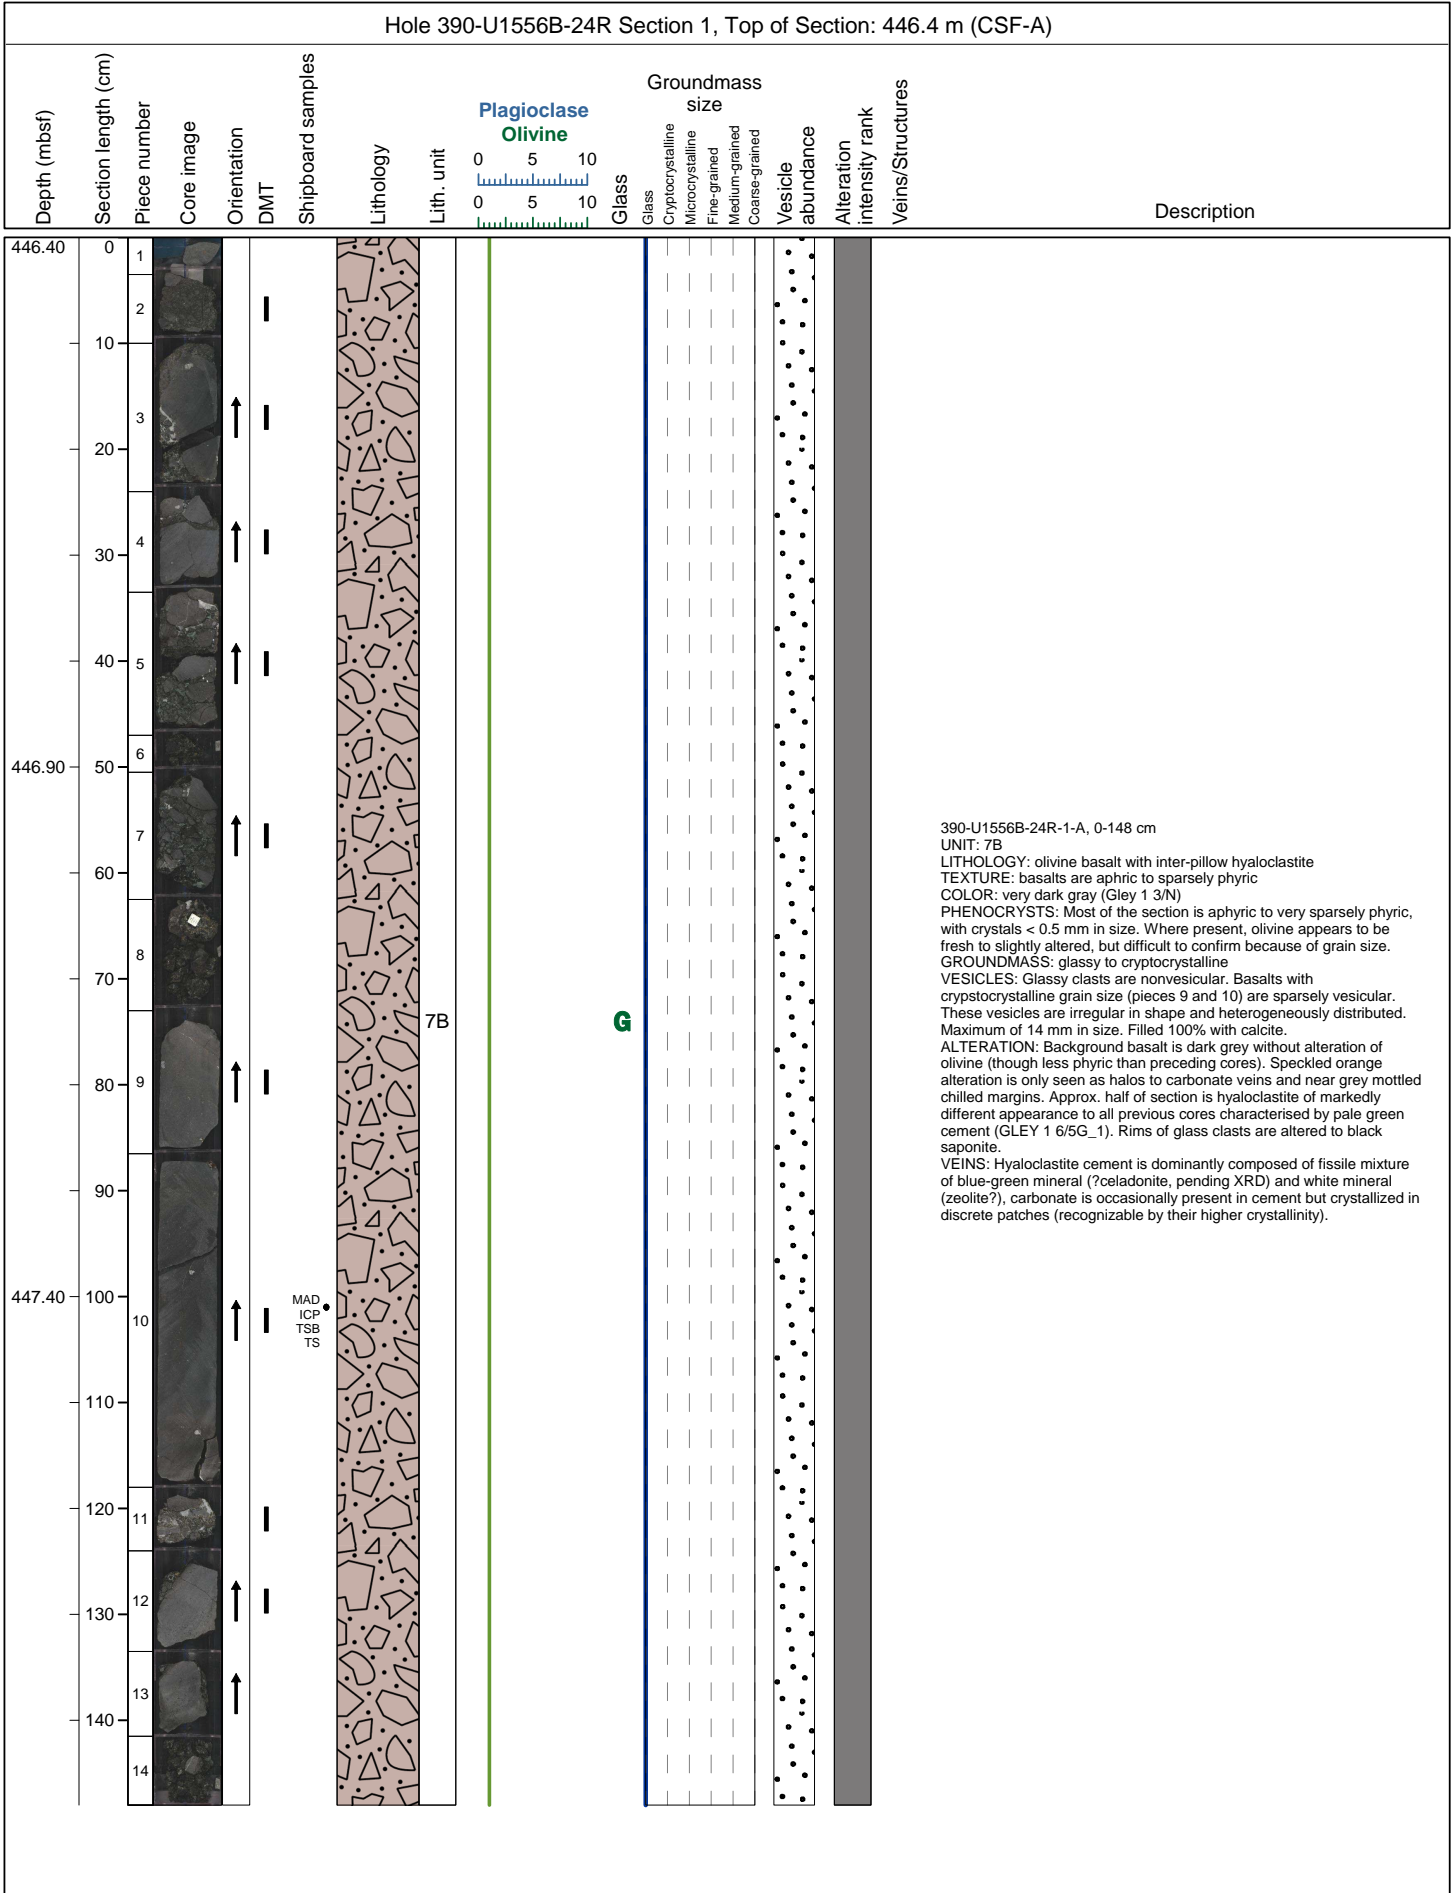 Hole 390-U1556B-24R Section 1, Top of Section: 446.4 m (CSF-A)
Depth (mbsf)
Section length (cm)
Piece number
Core image
Orientation
DMT
Shipboard samples
Lithology
Lith. unit
Plagioclase
Olivine
0 5 10
0 5 10
Glass
Groundmass
size
Glass
Cryptocrystalline
Microcrystalline
Fine-grained
Medium-grained
Coarse-grained
Vesicle
abundance
Alteration
intensity rank
Veins/Structures
Description
446.40
446.90
447.40
0
10
20
30
40
50
60
70
80
90
100
110
120
130
140
1
2
3
4
5
6
7
8
9
10
11
12
13
14
MAD
ICP
TSB
TS
7B
G
390-U1556B-24R-1-A, 0-148 cm
UNIT: 7B
LITHOLOGY: olivine basalt with inter-pillow hyaloclastite
TEXTURE: basalts are aphric to sparsely phyric
COLOR: very dark gray (Gley 1 3/N)
PHENOCRYSTS: Most of the section is aphyric to very sparsely phyric,
with crystals < 0.5 mm in size. Where present, olivine appears to be
fresh to slightly altered, but difficult to confirm because of grain size.
GROUNDMASS: glassy to cryptocrystalline
VESICLES: Glassy clasts are nonvesicular. Basalts with
crypstocrystalline grain size (pieces 9 and 10) are sparsely vesicular.
These vesicles are irregular in shape and heterogeneously distributed.
Maximum of 14 mm in size. Filled 100% with calcite.
ALTERATION: Background basalt is dark grey without alteration of
olivine (though less phyric than preceding cores). Speckled orange
alteration is only seen as halos to carbonate veins and near grey mottled
chilled margins. Approx. half of section is hyaloclastite of markedly
different appearance to all previous cores characterised by pale green
cement (GLEY 1 6/5G_1). Rims of glass clasts are altered to black
saponite.
VEINS: Hyaloclastite cement is dominantly composed of fissile mixture
of blue-green mineral (?celadonite, pending XRD) and white mineral
(zeolite?), carbonate is occasionally present in cement but crystallized in
discrete patches (recognizable by their higher crystallinity).